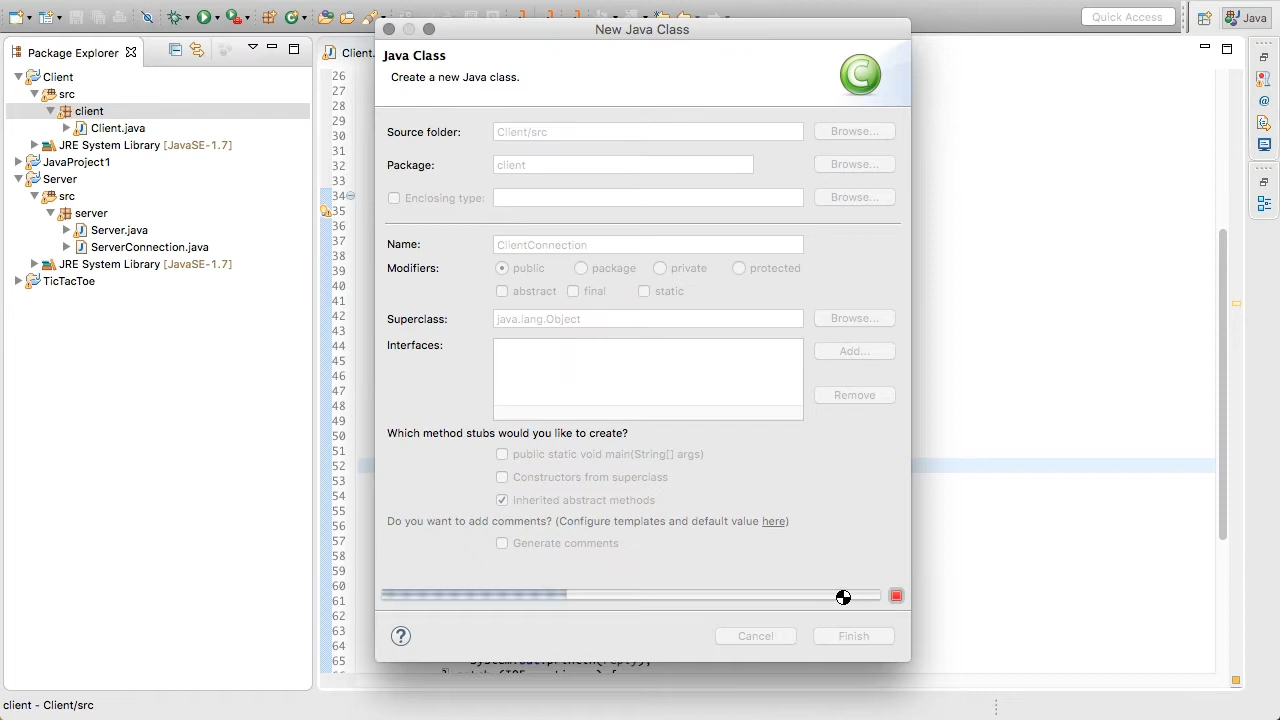 New Java Class
Quick Access
Java
Package Explorer
Client
src
client
Client.java
JRE System Library [JavaSE-1.7]
JavaProject1
Server
src
server
Server.java
ServerConnection.java
JRE System Library [JavaSE-1.7]
TicTacToe
Client.
26
27
28
29
30
31
32
33
34
35
36
37
38
39
40
41
42
43
44
45
46
47
48
49
50
51
52
53
54
55
56
57
58
59
60
61
62
63
64
65
Java Class
Create a new Java class.
Source folder: Client/src Browse...
Package: client Browse...
Enclosing type: Browse...
Name: ClientConnection
Modifiers: public package private protected
abstract final static
Superclass: java.lang.Object Browse...
Interfaces: Add...
Remove
Which method stubs would you like to create?
public static void main(String[] args)
Constructors from superclass
Inherited abstract methods
Do you want to add comments? (Configure templates and default value here)
Generate comments
Cancel Finish
client - Client/src